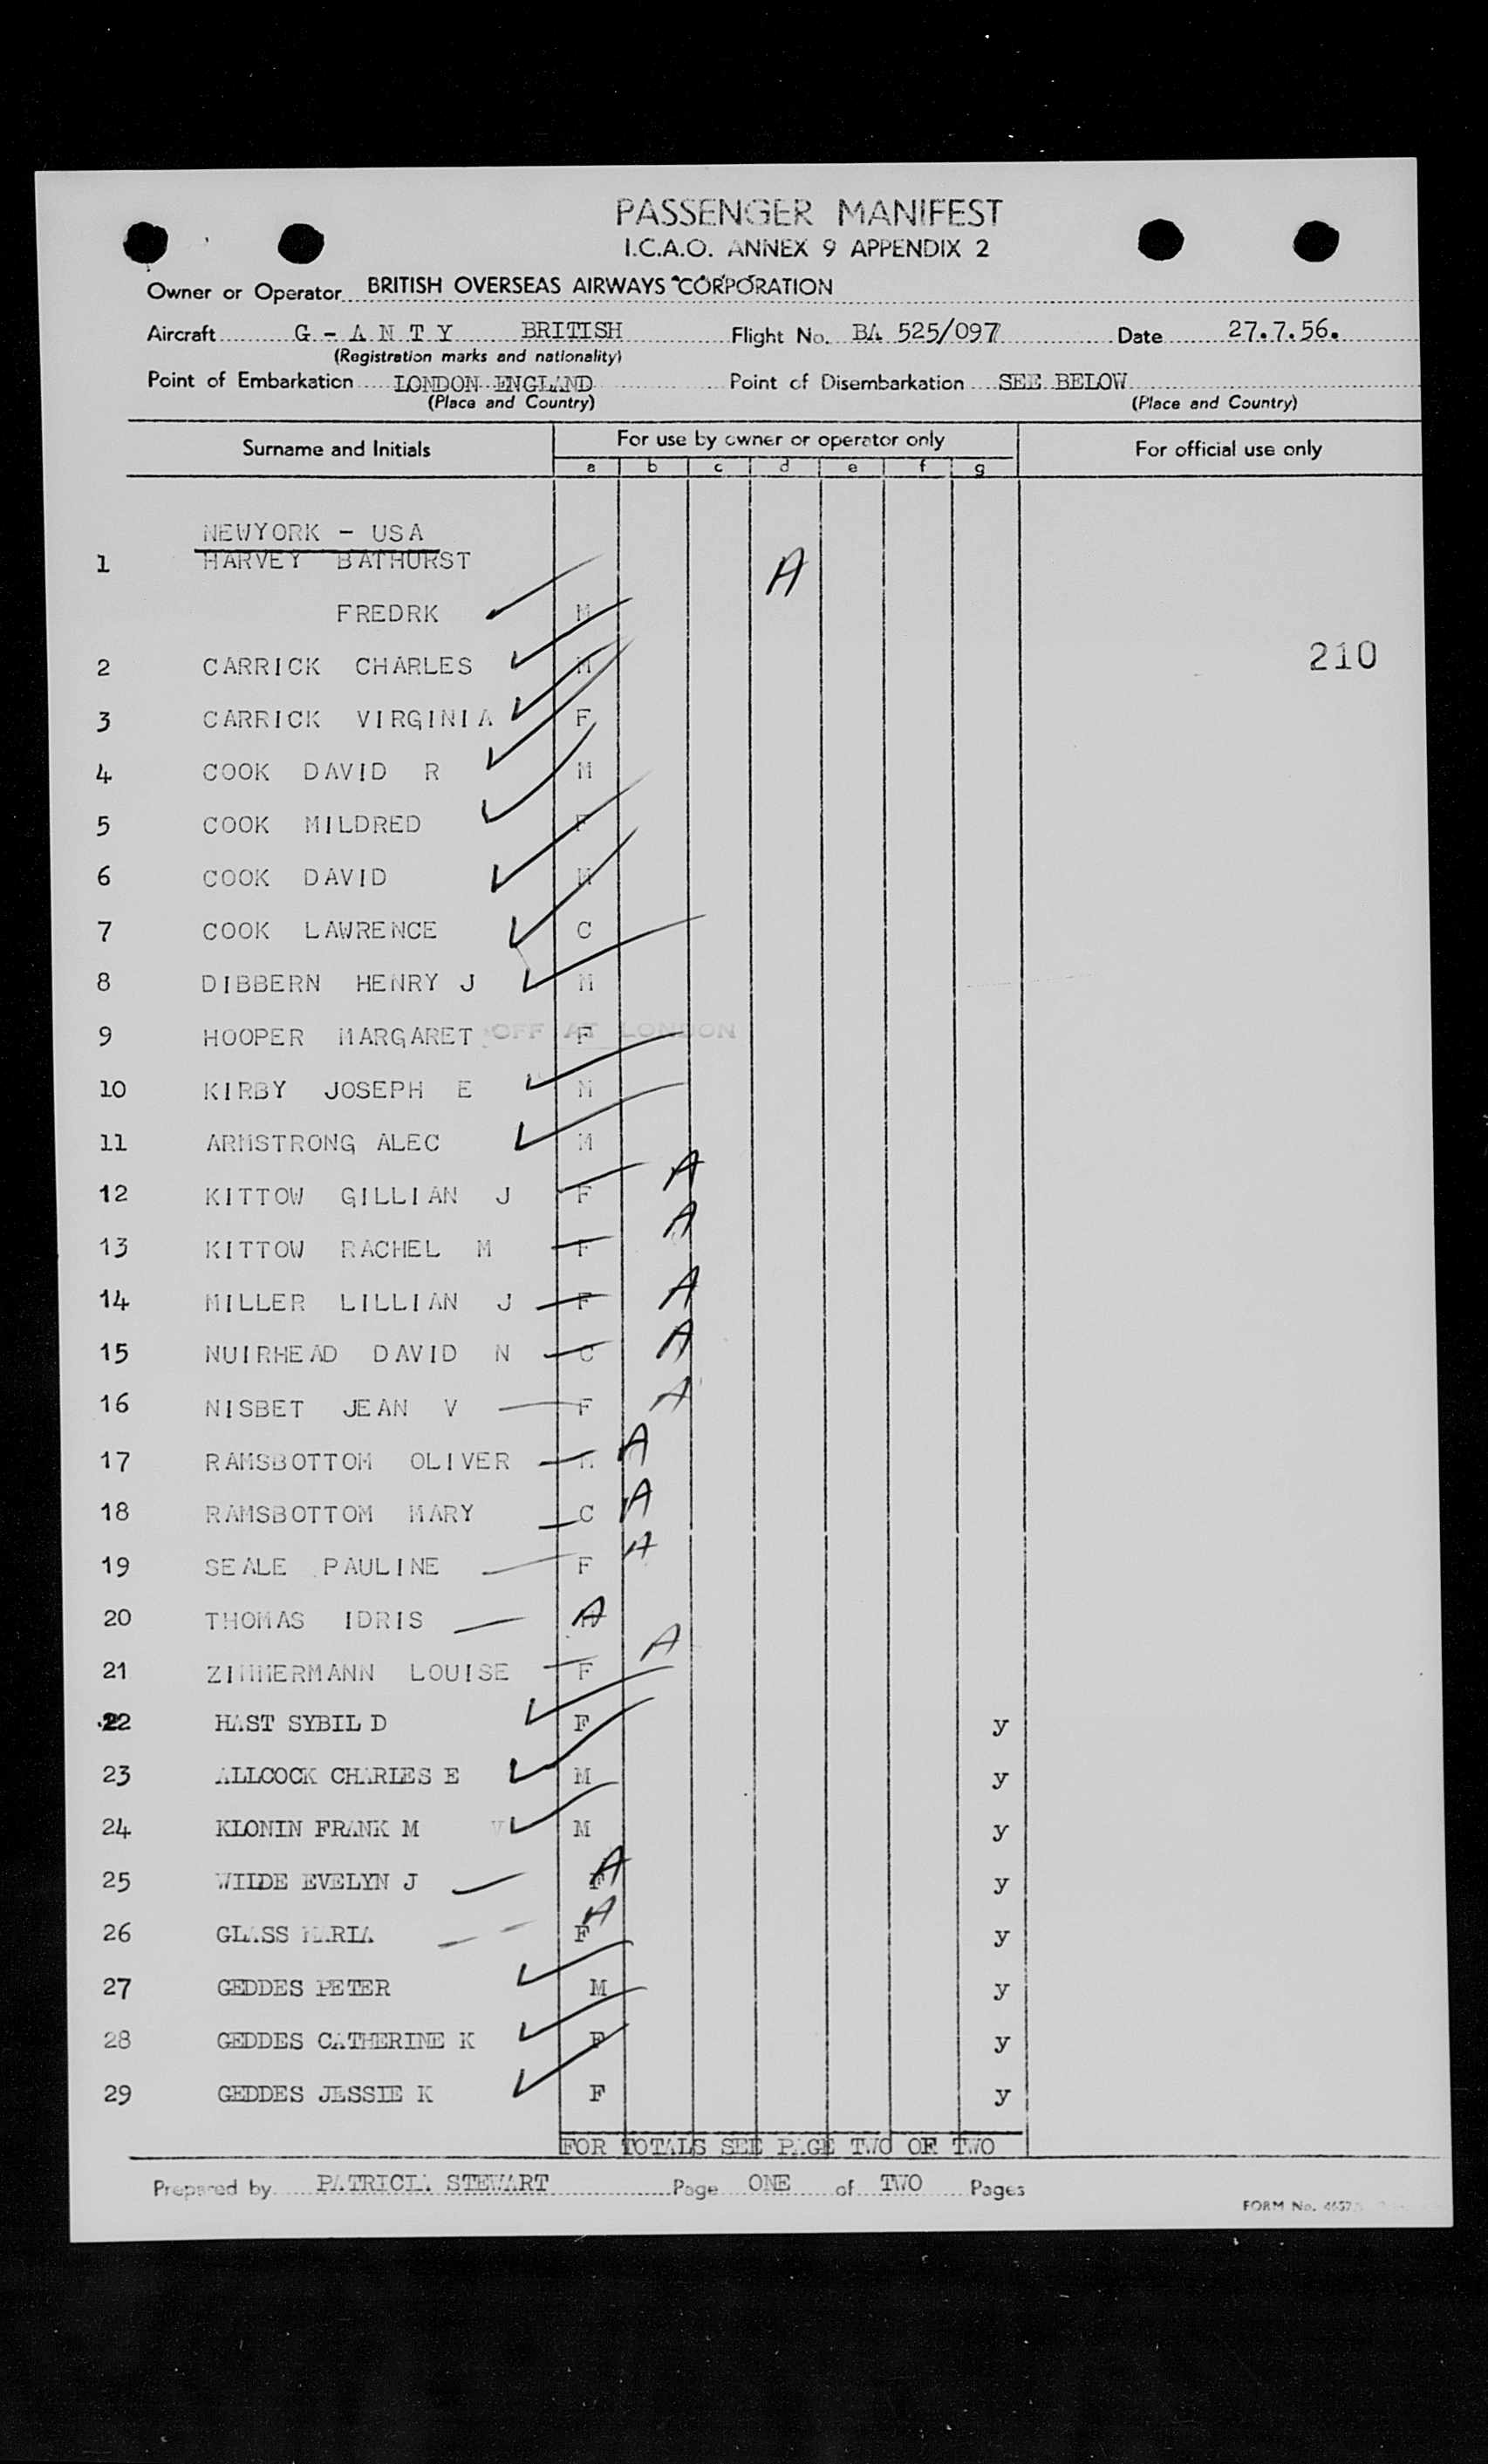 PASSENGER MANIFEST
I.C.A.O. ANNEX 9 APPENDIX 2
Owner or Operator BRITISH OVERSEAS AIRWAYS CORPORATION
Aircraft G - A N T Y BRITISH Flight No. BA 525/097 Date 27.7.56.
(Registration marks and nationality)
Point of Embarkation LONDON ENGLAND Point of Disembarkation SEE BELOW
(Place and Country) (Place and Country)
Surname and Initials For use by owner or operator only For official use only
a b c d e f g
NEWYORK - USA
1 HARVEY BATHURST A
FREDRK M
2 CARRICK CHARLES M 210
3 CARRICK VIRGINIA F
4 COOK DAVID R M
5 COOK MILDRED F
6 COOK DAVID M
7 COOK LAWRENCE C
8 DIBBERN HENRY J M
9 HOOPER MARGARET OFF AT LONDON F
10 KIRBY JOSEPH E M
11 ARMSTRONG ALEC M
12 KITTOW GILLIAN J F A
13 KITTOW RACHEL M F A
14 MILLER LILLIAN J F A
15 NUIRHEAD DAVID N C A
16 NISBET JEAN V F A
17 RAMSBOTTOM OLIVER A
18 RAMSBOTTOM MARY C A
19 SEALE PAULINE F A
20 THOMAS IDRIS A
21 ZIMMERMANN LOUISE F A
22 HAST SYBIL D F y
23 ALLCOCK CHARLES E M y
24 KLONIN FRANK M M y
25 WILDE EVELYN J F A y
26 GLASS MARIA F A y
27 GEDDES PETER M y
28 GEDDES CATHERINE K F y
29 GEDDES JESSIE K F y
FOR TOTALS SEE PAGE TWO OF TWO
Prepared by PATRICIA STEWART Page ONE of TWO Pages
FORM No.